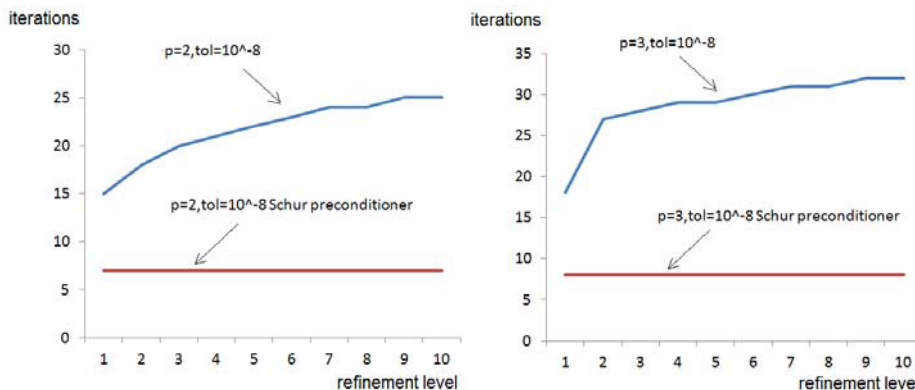 iterations
p=2,tol=10^-8
30
25
20
15
10
5
0
p=2,tol=10^-8 Schur preconditioner
1 2 3 4 5 6 7 8 9 10
refinement level
iterations
p=3,tol=10^-8
35
30
25
20
15
10
5
0
p=3,tol=10^-8 Schur preconditioner
1 2 3 4 5 6 7 8 9 10
refinement level